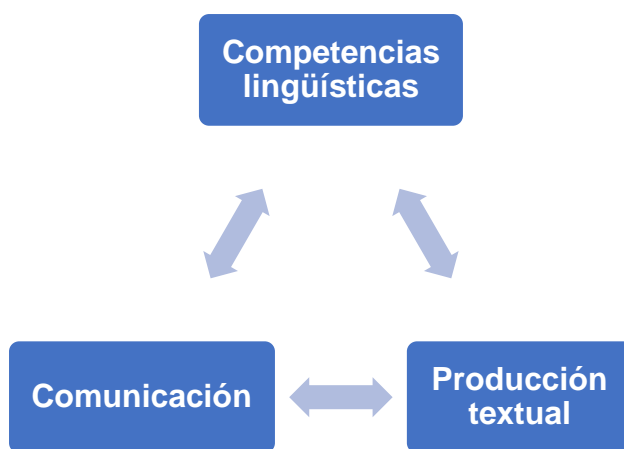 Competencias
lingüísticas
Comunicación
Producción
textual